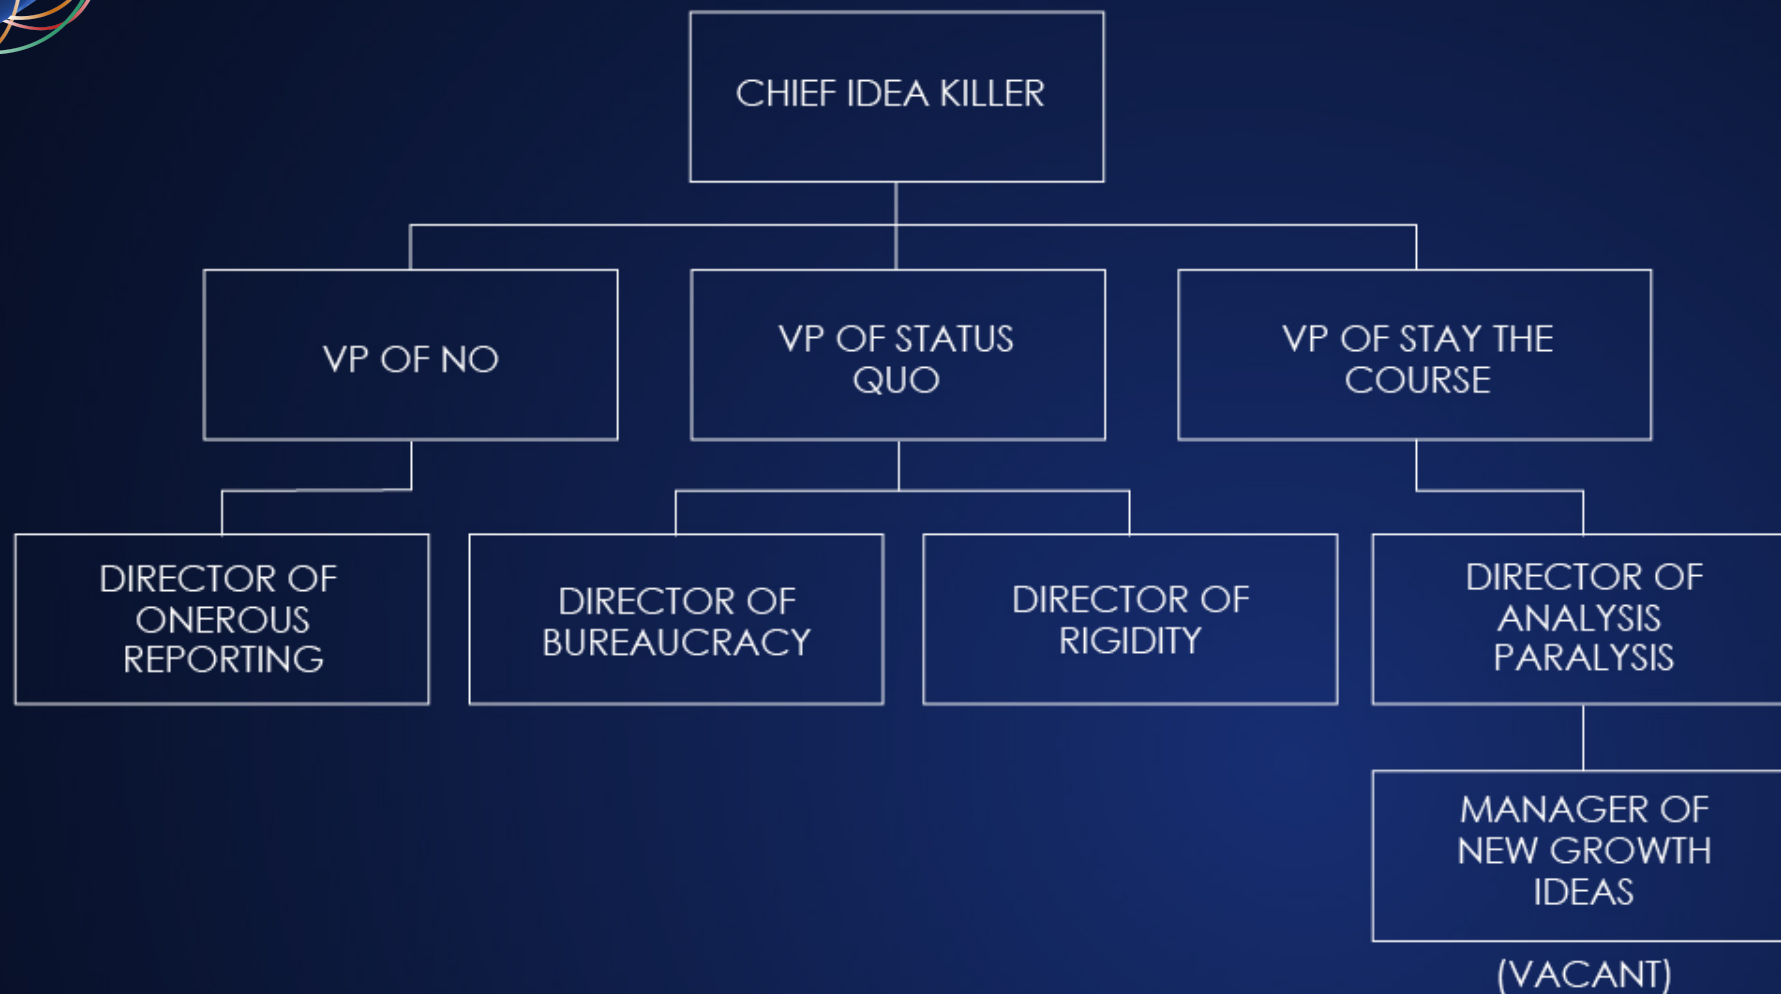 CHIEF IDEA KILLER
VP OF NO
VP OF STATUS
QUO
VP OF STAY THE
COURSE
DIRECTOR OF
ONEROUS
REPORTING
DIRECTOR OF
BUREAUCRACY
DIRECTOR OF
RIGIDITY
DIRECTOR OF
ANALYSIS
PARALYSIS
MANAGER OF
NEW GROWTH
IDEAS
(VACANT)